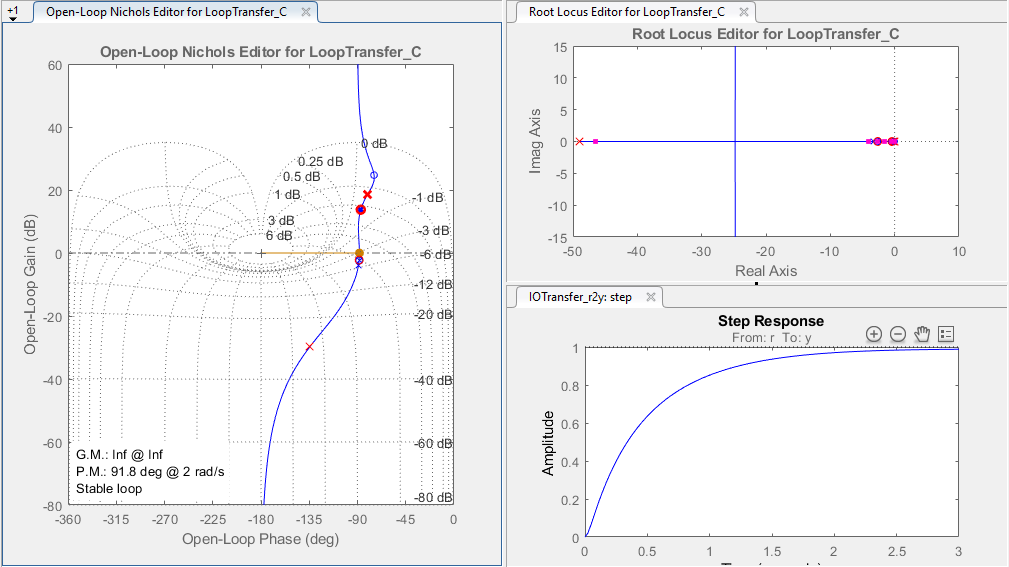 +1
Open-Loop Nichols Editor for LoopTransfer_C
Open-Loop Nichols Editor for LoopTransfer_C
Open-Loop Gain (dB)
60
40
20
0
-20
-40
-60
-80
0 dB
0.25 dB
0.5 dB
1 dB
3 dB
6 dB
-1 dB
-3 dB
-6 dB
-12 dB
-20 dB
-40 dB
-60 dB
-80 dB
G.M.: Inf @ Inf
P.M.: 91.8 deg @ 2 rad/s
Stable loop
-360 -315 -270 -225 -180 -135 -90 -45 0
Open-Loop Phase (deg)
Root Locus Editor for LoopTransfer_C
Root Locus Editor for LoopTransfer_C
Imag Axis
15
10
5
0
-5
-10
-15
-50 -40 -30 -20 -10 0 10
Real Axis
IOTransfer_r2y: step
Step Response
From: r To: y
Amplitude
1
0.8
0.6
0.4
0.2
0
0 0.5 1 1.5 2 2.5 3